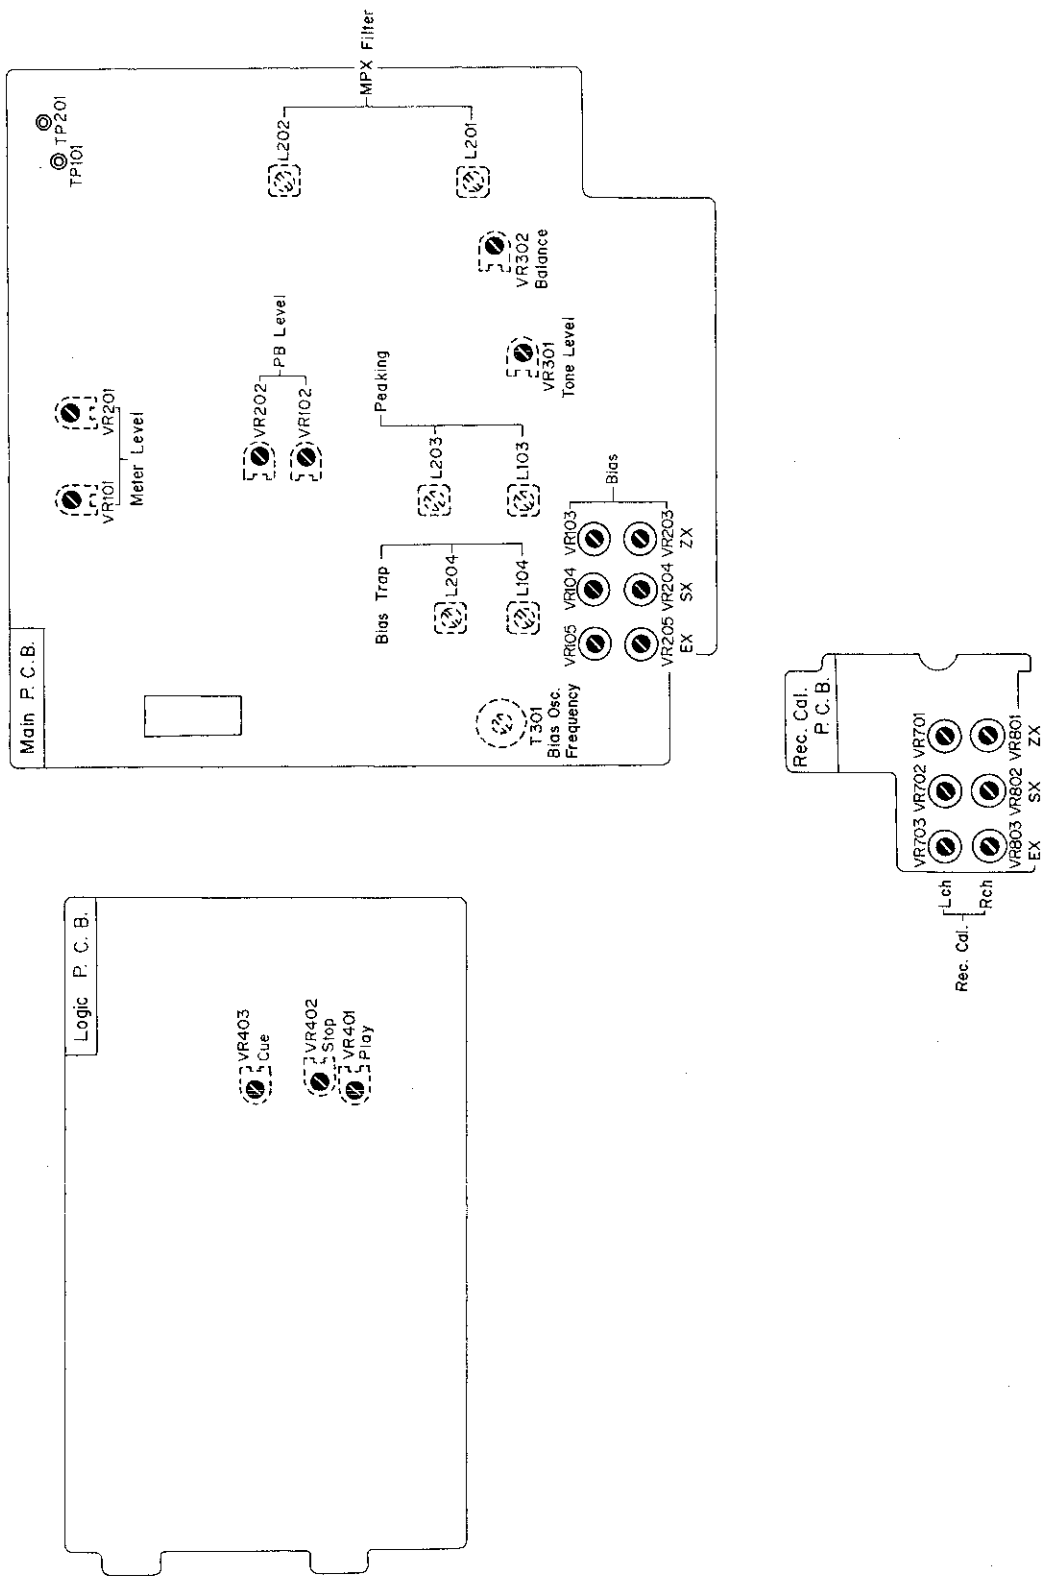 Main P. C. B.
TP101
TP201
VR101
VR201
Meter Level
L202
L201
MPX Filter
VR202
VR102
PB Level
VR302
Balance
VR301
Tone Level
Peaking
L203
L103
Bias Trap
L204
L104
T301
Bias Osc.
Frequency
VR105
VR104
VR103
Bias
VR205
VR204
VR203
EX
SX
ZX
Logic P. C. B.
VR403
Cue
VR402
Stop
VR401
Play
Rec. Cal.
P. C. B.
VR703
VR702
VR701
Lch
Rec. Cal.
Rch
VR803
VR802
VR801
EX
SX
ZX